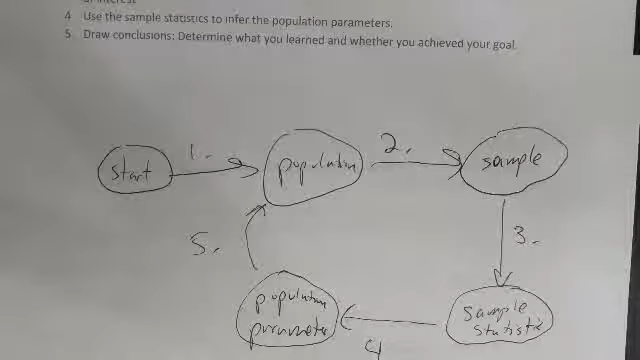 4 Use the sample statistics to infer the population parameters.
5 Draw conclusions: Determine what you learned and whether you achieved your goal.
1.
2.
start
population
sample
3.
5.
population
parameter
sample
statistic
4